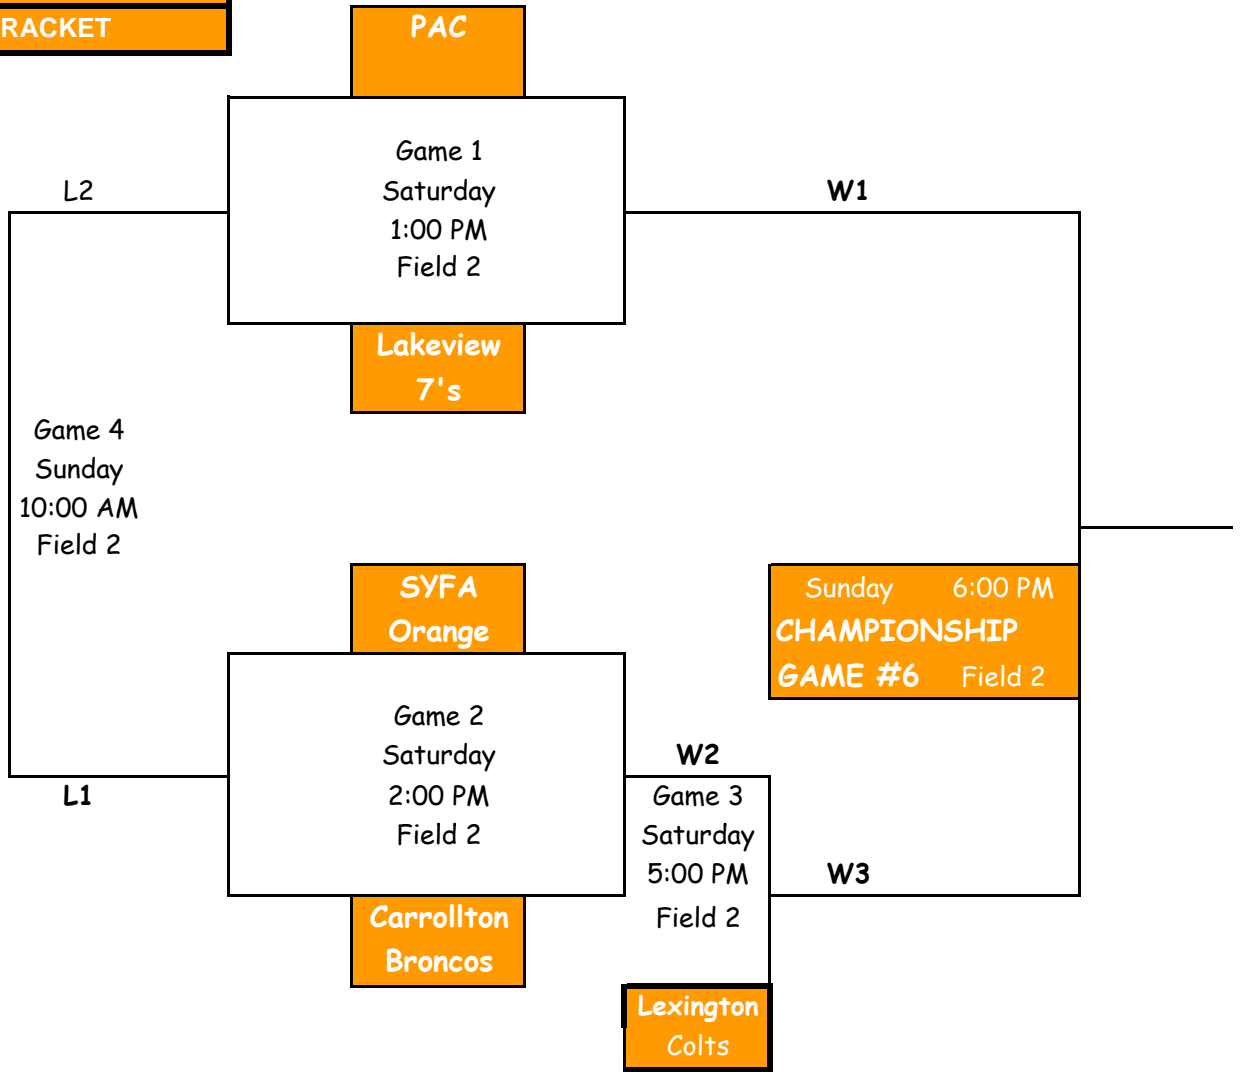 RACKET
PAC
Game 1
Saturday
1:00 PM
Field 2
L2
W1
Lakeview
7's
Game 4
Sunday
10:00 AM
Field 2
SYFA
Orange
Sunday 6:00 PM
CHAMPIONSHIP
GAME #6 Field 2
Game 2
Saturday
2:00 PM
Field 2
L1
W2
Game 3
Saturday
5:00 PM
Field 2
W3
Carrollton
Broncos
Lexington
Colts